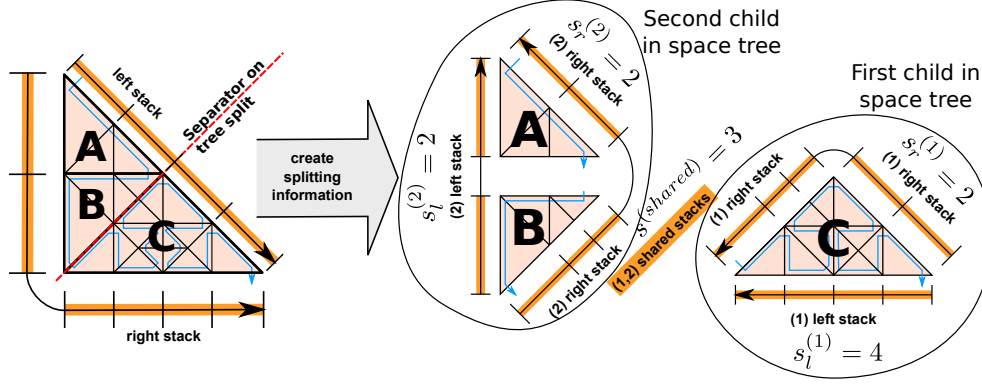 A
B
C
left stack
Separator on
tree split
right stack
create
splitting
information
Second child
in space tree
s_r^{(2)} = 2
(2) right stack
s_l^{(2)} = 2
(2) left stack
A
B
(2) right stack
s^{(shared)} = 3
(1,2) shared stacks
First child in
space tree
s_r^{(1)} = 2
(1) right stack
(1) right stack
C
(1) left stack
s_l^{(1)} = 4